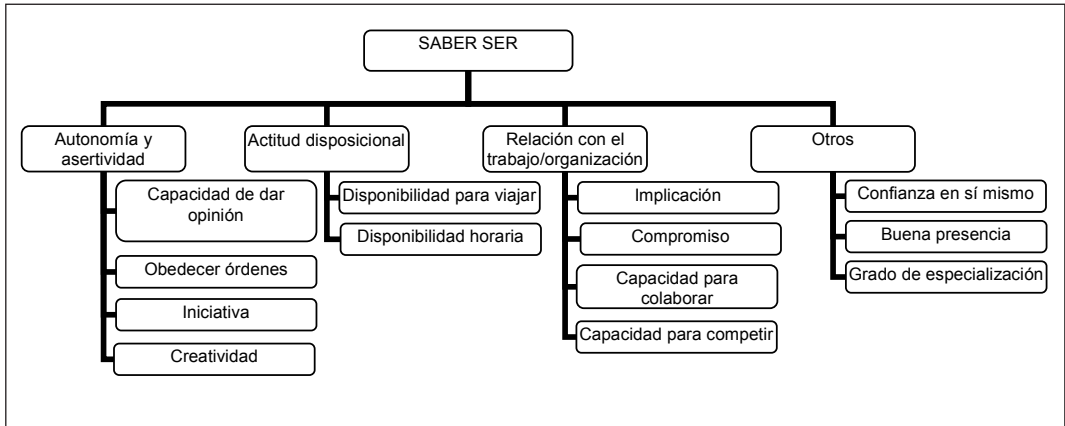 SABER SER
Autonomía y
asertividad
Capacidad de dar
opinión
Obedecer órdenes
Iniciativa
Creatividad
Actitud disposicional
Disponibilidad para viajar
Disponibilidad horaria
Relación con el
trabajo/organización
Implicación
Compromiso
Capacidad para
colaborar
Capacidad para competir
Otros
Confianza en sí mismo
Buena presencia
Grado de especialización